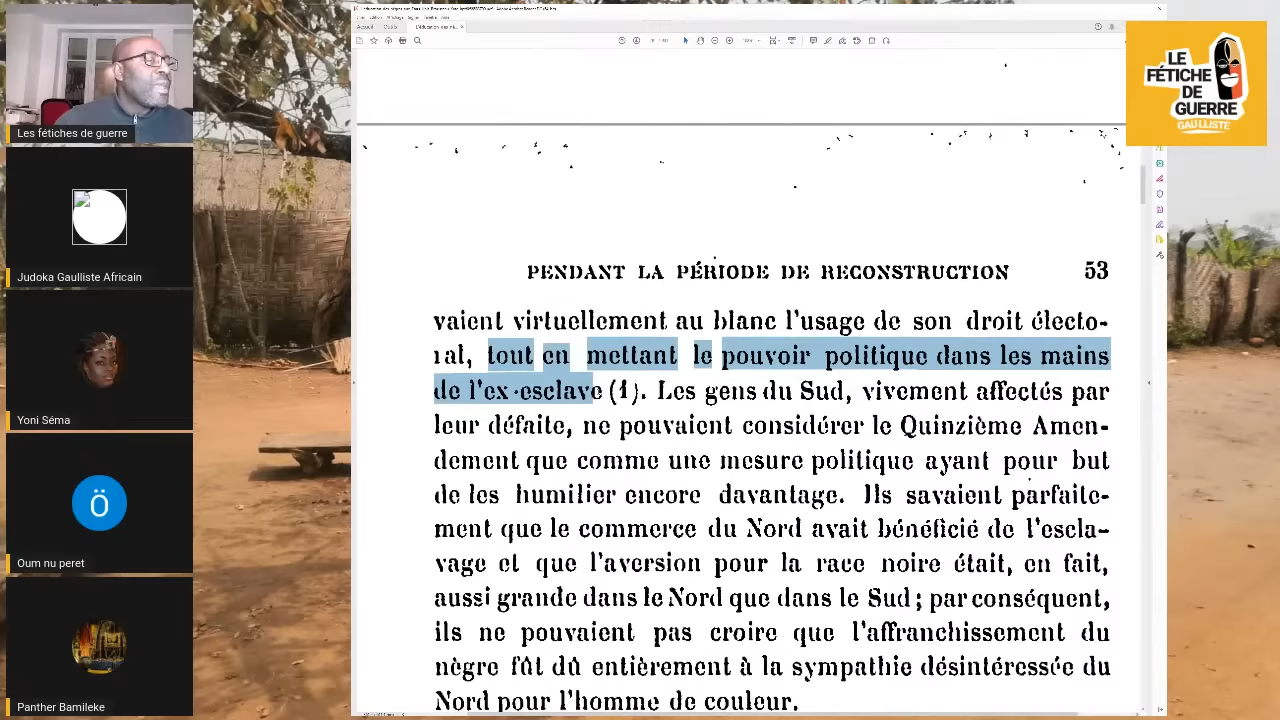 Les fétiches de guerre
Judoka Gaulliste Africain
Yoni Séma
Ö
Oum nu peret
Panther Bamileke
Accueil Outils
LE
FÉTICHE
DE
GUERRE
GAULLISTE
PENDANT LA PÉRIODE DE RECONSTRUCTION 53
vaient virtuellement au blanc l'usage de son droit électo-
ral, tout en mettant le pouvoir politique dans les mains
de l'ex-esclave (1). Les gens du Sud, vivement affectés par
leur défaite, ne pouvaient considérer le Quinzième Amen-
dement que comme une mesure politique ayant pour but
de les humilier encore davantage. Ils savaient parfaite-
ment que le commerce du Nord avait bénéficié de l'escla-
vage et que l'aversion pour la race noire était, en fait,
aussi grande dans le Nord que dans le Sud ; par conséquent,
ils ne pouvaient pas croire que l'affranchissement du
nègre fût dû entièrement à la sympathie désintéressée du
Nord pour l'homme de couleur.